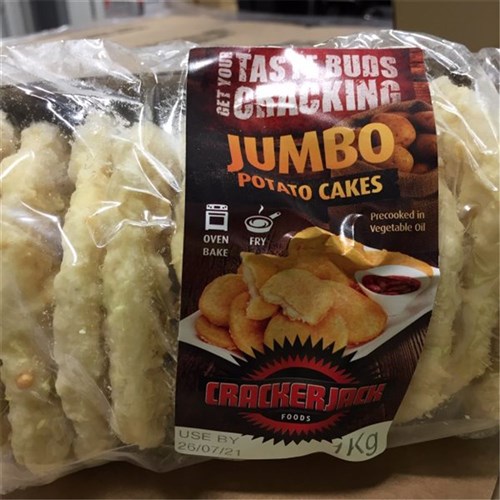 GET YOUR
TASTE BUDS
CRACKING
JUMBO
POTATO CAKES
Precooked in
Vegetable Oil
OVEN
BAKE
FRY
CRACKERJACK
FOODS
USE BY
26/07/21
1Kg